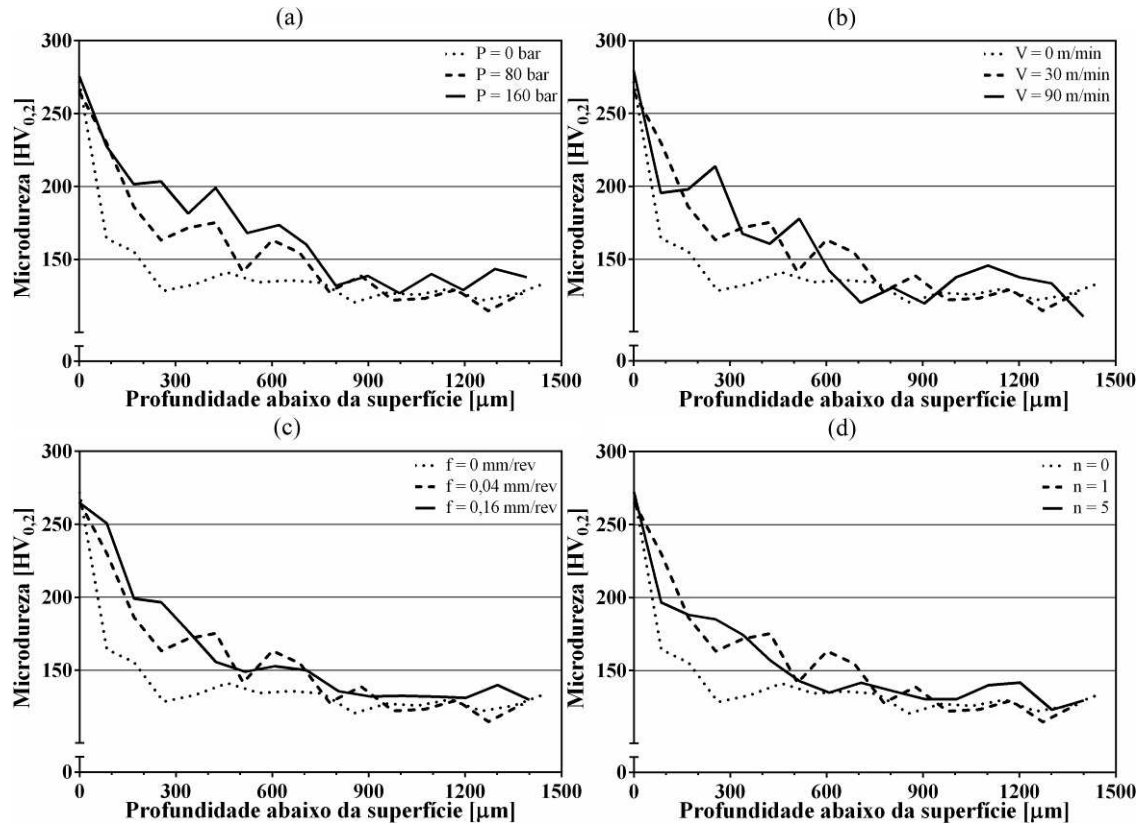 (a)
300
250
200
150
0
Microdureza [HV0,2]
P = 0 bar
P = 80 bar
P = 160 bar
0 300 600 900 1200 1500
Profundidade abaixo da superfície [μm]
(b)
300
250
200
150
0
Microdureza [HV0,2]
V = 0 m/min
V = 30 m/min
V = 90 m/min
0 300 600 900 1200 1500
Profundidade abaixo da superfície [μm]
(c)
300
250
200
150
0
Microdureza [HV0,2]
f = 0 mm/rev
f = 0,04 mm/rev
f = 0,16 mm/rev
0 300 600 900 1200 1500
Profundidade abaixo da superfície [μm]
(d)
300
250
200
150
0
Microdureza [HV0,2]
n = 0
n = 1
n = 5
0 300 600 900 1200 1500
Profundidade abaixo da superfície [μm]